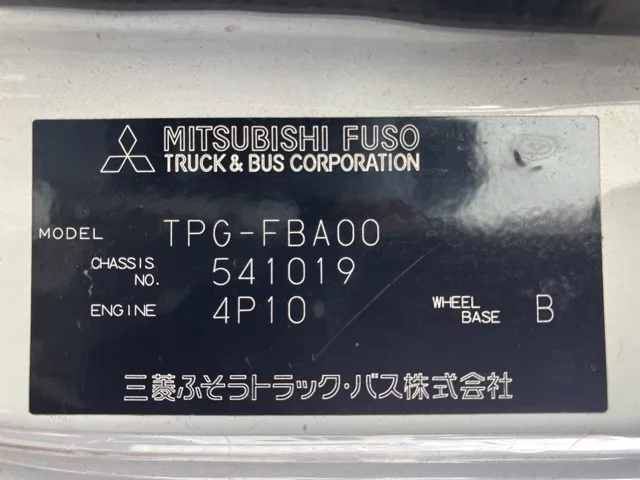 MITSUBISHI FUSO
TRUCK & BUS CORPORATION
MODEL TPG-FBA00
CHASSIS NO. 541019
ENGINE 4P10 WHEEL BASE B
三菱ふそうトラック・バス株式会社